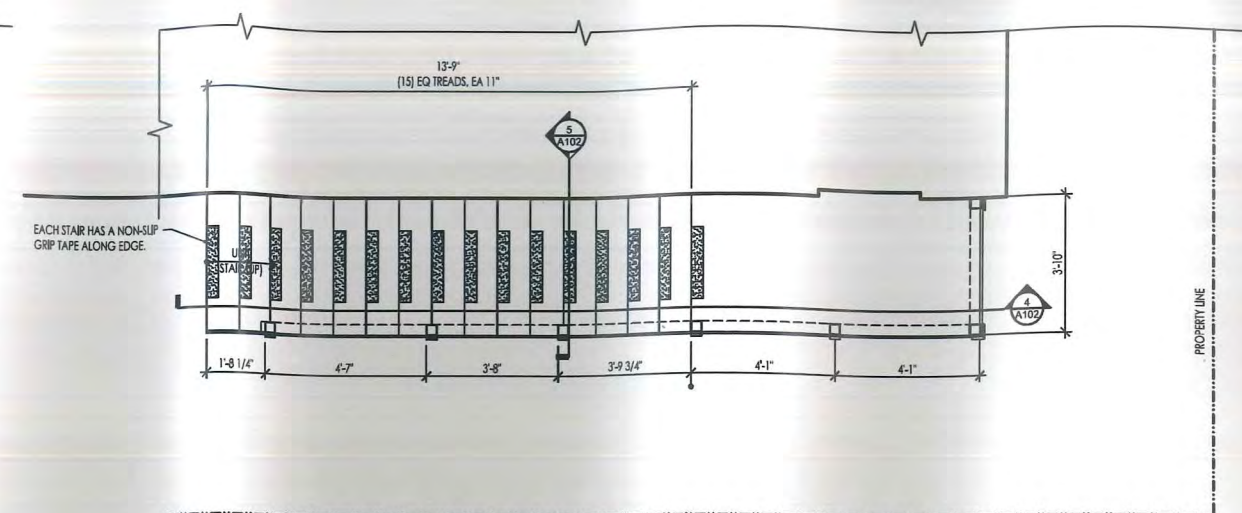 13'-9"
(15) EQ TREADS, EA 11"
5
A102
EACH STAIR HAS A NON-SLIP
GRIP TAPE ALONG EDGE.
3'-10"
4
A102
PROPERTY LINE
1'-8 1/4"
4'-7"
3'-8"
3'-9 3/4"
4'-1"
4'-1"